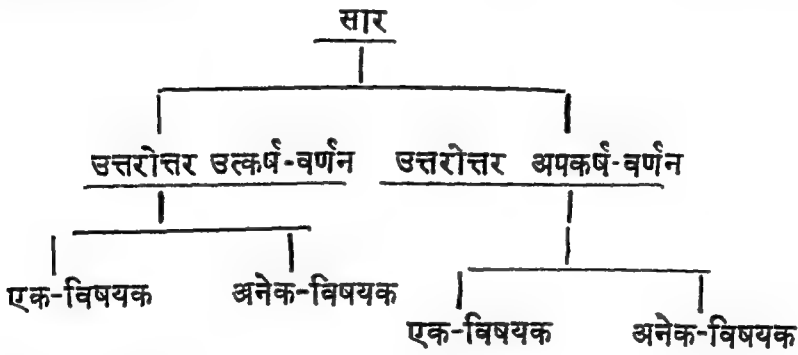 सार
उत्तरोत्तर उत्कर्ष-वर्णन उत्तरोत्तर अपकर्ष-वर्णन
एक-विषयक अनेक-विषयक
एक-विषयक अनेक-विषयक